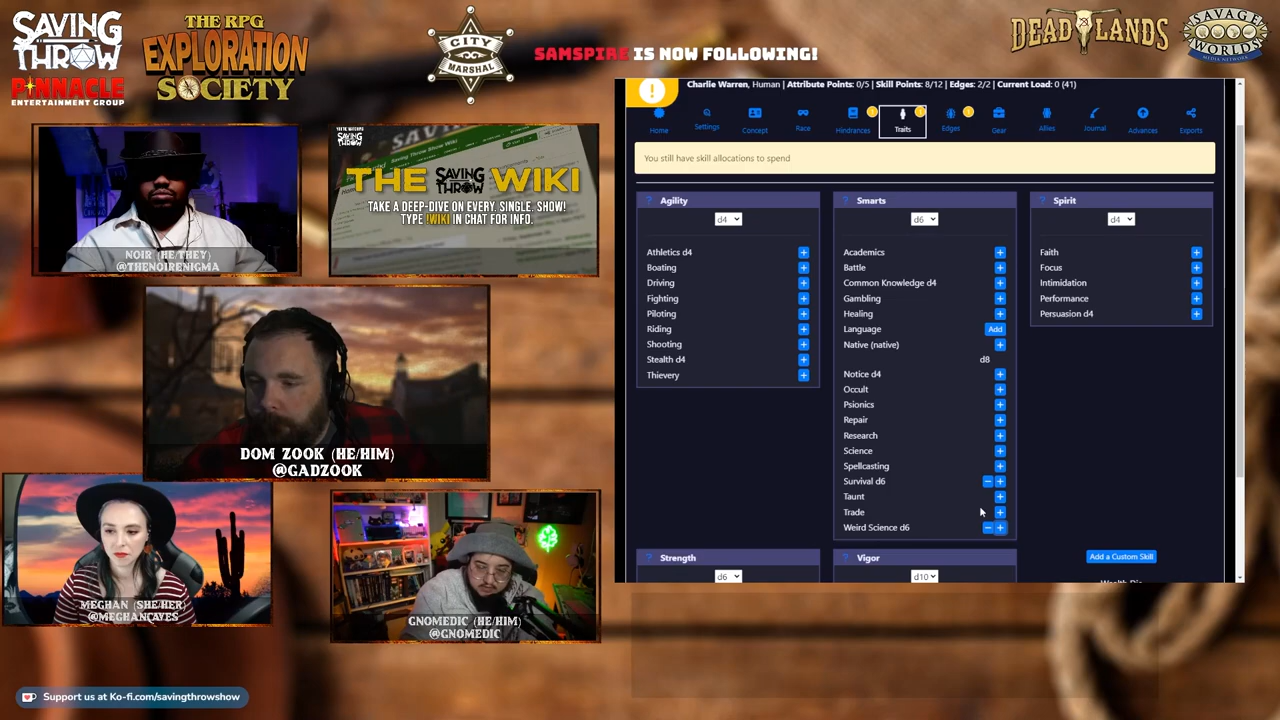 SAVING
THROW
PINNACLE
ENTERTAINMENT GROUP
THE RPG
EXPLORATION
SOCIETY
CITY
MARSHAL
SAMSPIRE IS NOW FOLLOWING!
DEADLANDS
SAVAGE
WORLDS
MEDIA NETWORK
Charlie Warren, Human | Attribute Points: 0/5 | Skill Points: 8/12 | Edges: 2/2 | Current Load: 0 (41)
Home
Settings
Concept
Race
Hindrances
Traits
Edges
Gear
Allies
Journal
Advances
Exports
You still have skill allocations to spend
? Agility
d4
Athletics d4
Boating
Driving
Fighting
Piloting
Riding
Shooting
Stealth d4
Thievery
? Smarts
d6
Academics
Battle
Common Knowledge d4
Gambling
Healing
Language Add
Native (native)
d8
Notice d4
Occult
Psionics
Repair
Research
Science
Spellcasting
Survival d6
Taunt
Trade
Weird Science d6
? Spirit
d4
Faith
Focus
Intimidation
Performance
Persuasion d4
? Strength
d6
? Vigor
d10
Add a Custom Skill
Wealth Die
NOIR (HE/THEY)
@THENOIRENIGMA
SAVING
THROW
THE SAVING THROW WIKI
TAKE A DEEP-DIVE ON EVERY. SINGLE. SHOW!
TYPE !WIKI IN CHAT FOR INFO.
DOM ZOOK (HE/HIM)
@GADZOOK
MEGHAN (SHE/HER)
@MEGHANCAVES
GNOMEDIC (HE/HIM)
@GNOMEDIC
Support us at Ko-fi.com/savingthrowshow